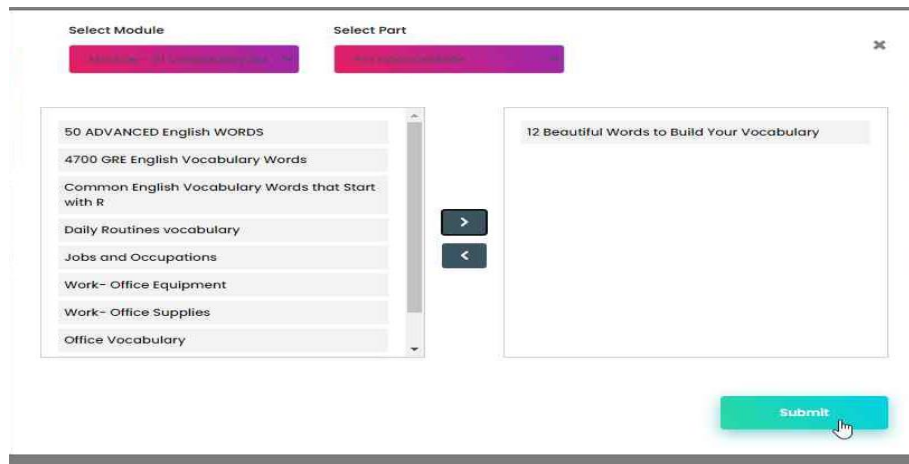 Select Module
Select Part
50 ADVANCED English WORDS
4700 GRE English Vocabulary Words
Common English Vocabulary Words that Start
with R
Daily Routines vocabulary
Jobs and Occupations
Work- Office Equipment
Work- Office Supplies
Office Vocabulary
12 Beautiful Words to Build Your Vocabulary
Submit